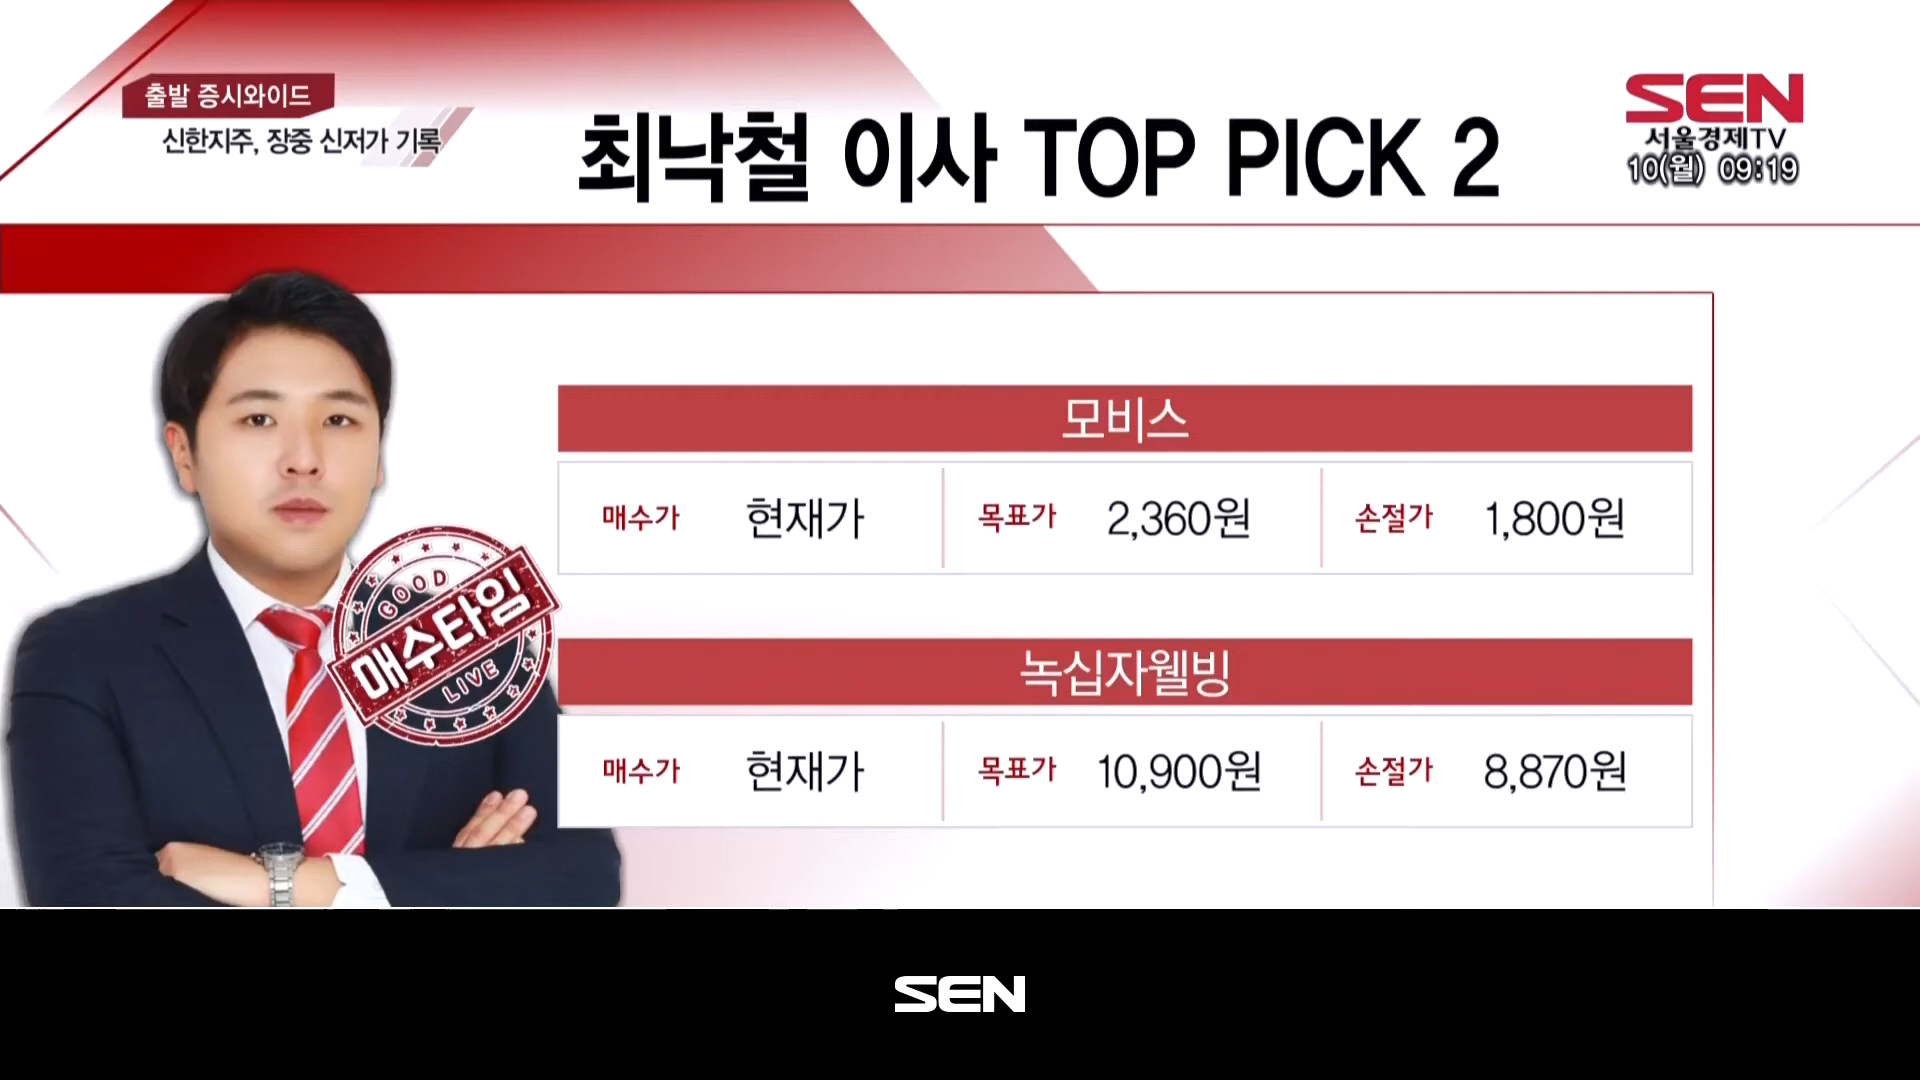 출발 증시와이드
신한지주, 장중 신저가 기록
최낙철 이사 TOP PICK 2
SEN
서울경제TV
10(월) 09:19
모비스
매수가 현재가 목표가 2,360원 손절가 1,800원
GOOD
매수타임
LIVE
녹십자웰빙
매수가 현재가 목표가 10,900원 손절가 8,870원
SEN